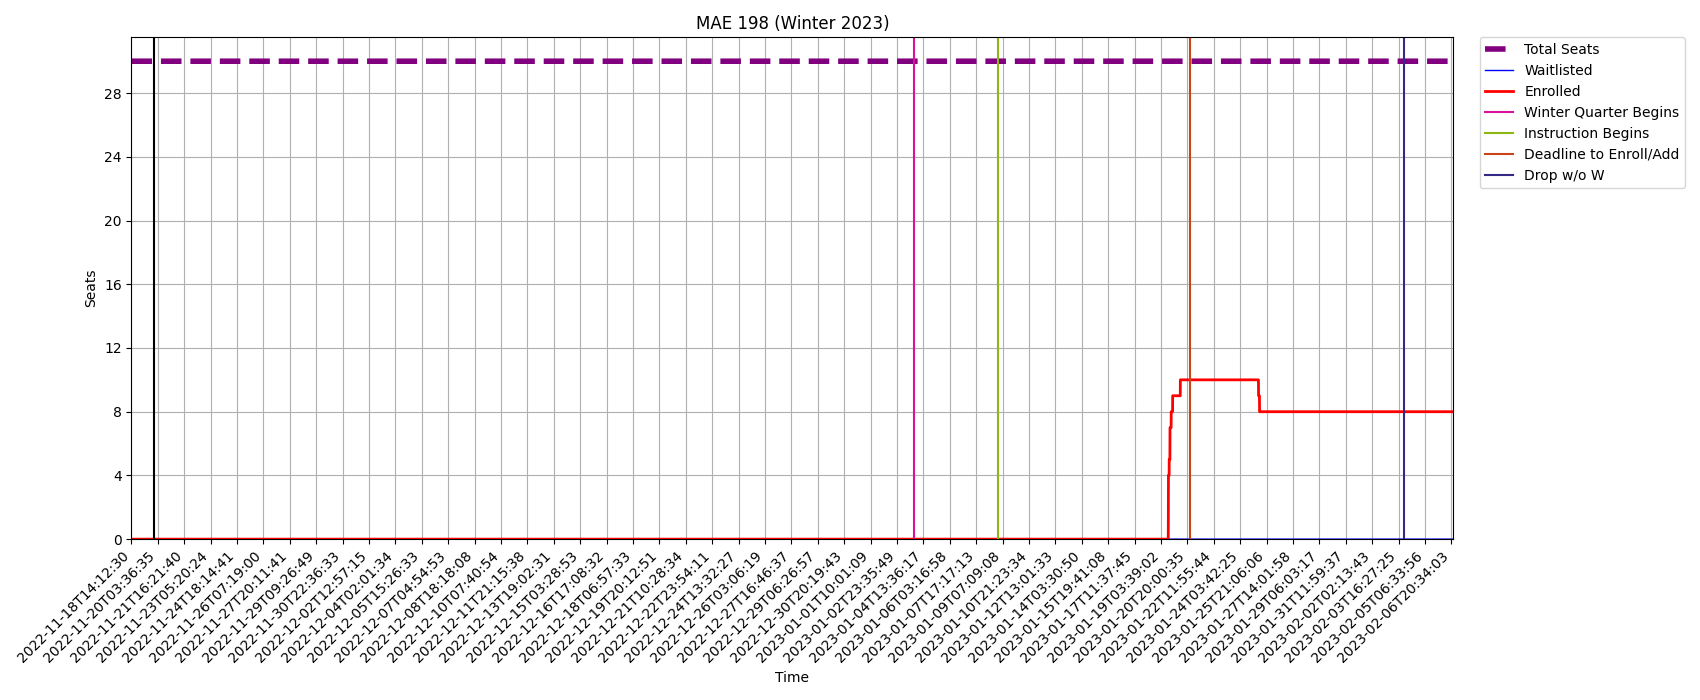 MAE 198 (Winter 2023)
Total Seats
Waitlisted
Enrolled
Winter Quarter Begins
Instruction Begins
Deadline to Enroll/Add
Drop w/o W
Seats
28
24
20
16
12
8
4
0
2022-11-18T14:12:30
2022-11-20T03:36:35
2022-11-21T16:21:40
2022-11-23T05:20:24
2022-11-24T18:14:41
2022-11-26T07:19:00
2022-11-27T20:11:41
2022-11-29T09:26:49
2022-11-30T22:36:33
2022-12-02T12:57:15
2022-12-04T02:01:34
2022-12-05T15:26:33
2022-12-07T04:54:53
2022-12-08T18:18:08
2022-12-10T07:40:54
2022-12-11T21:15:38
2022-12-13T19:02:31
2022-12-15T03:28:53
2022-12-16T17:08:32
2022-12-18T06:57:33
2022-12-19T20:12:51
2022-12-21T10:28:34
2022-12-22T23:54:11
2022-12-24T13:32:27
2022-12-26T03:06:19
2022-12-27T16:46:37
2022-12-29T06:26:57
2022-12-30T20:19:43
2023-01-01T10:01:09
2023-01-02T23:35:49
2023-01-04T13:36:17
2023-01-06T03:16:58
2023-01-07T17:17:13
2023-01-09T07:09:08
2023-01-10T21:23:34
2023-01-12T13:01:33
2023-01-14T04:30:50
2023-01-15T19:41:08
2023-01-17T11:37:45
2023-01-19T03:39:02
2023-01-20T20:00:35
2023-01-22T11:55:44
2023-01-24T03:42:25
2023-01-25T21:06:06
2023-01-27T14:01:58
2023-01-29T06:03:17
2023-01-31T11:59:37
2023-02-02T02:13:43
2023-02-03T16:27:25
2023-02-05T06:33:56
2023-02-06T20:34:03
Time